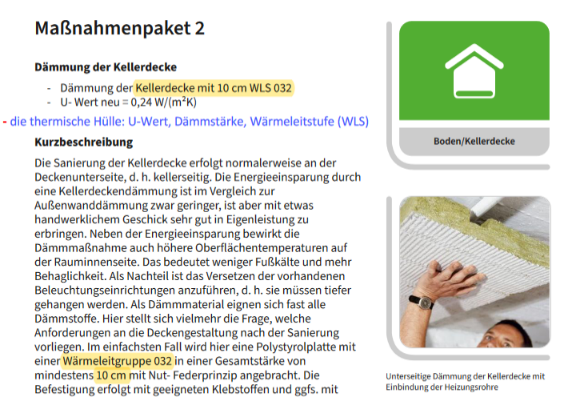 Maßnahmenpaket 2
Dämmung der Kellerdecke
- Dämmung der Kellerdecke mit 10 cm WLS 032
- U- Wert neu = 0,24 W/(m²K)
- die thermische Hülle: U-Wert, Dämmstärke, Wärmeleitstufe (WLS)
Kurzbeschreibung
Die Sanierung der Kellerdecke erfolgt normalerweise an der
Deckenunterseite, d. h. kellerseitig. Die Energieeinsparung durch
eine Kellerdeckendämmung ist im Vergleich zur
Außenwanddämmung zwar geringer, ist aber mit etwas
handwerklichem Geschick sehr gut in Eigenleistung zu
erbringen. Neben der Energieeinsparung bewirkt die
Dämmmaßnahme auch höhere Oberflächentemperaturen auf
der Rauminnenseite. Das bedeutet weniger Fußkälte und mehr
Behaglichkeit. Als Nachteil ist das Versetzen der vorhandenen
Beleuchtungseinrichtungen anzuführen, d. h. sie müssen tiefer
gehangen werden. Als Dämmmaterial eignen sich fast alle
Dämmstoffe. Hier stellt sich vielmehr die Frage, welche
Anforderungen an die Deckengestaltung nach der Sanierung
vorliegen. Im einfachsten Fall wird hier eine Polystyrolplatte mit
einer Wärmeleitgruppe 032 in einer Gesamtstärke von
mindestens 10 cm mit Nut- Federprinzip angebracht. Die
Befestigung erfolgt mit geeigneten Klebstoffen und ggfs. mit
Boden/Kellerdecke
Unterseitige Dämmung der Kellerdecke mit
Einbindung der Heizungsrohre